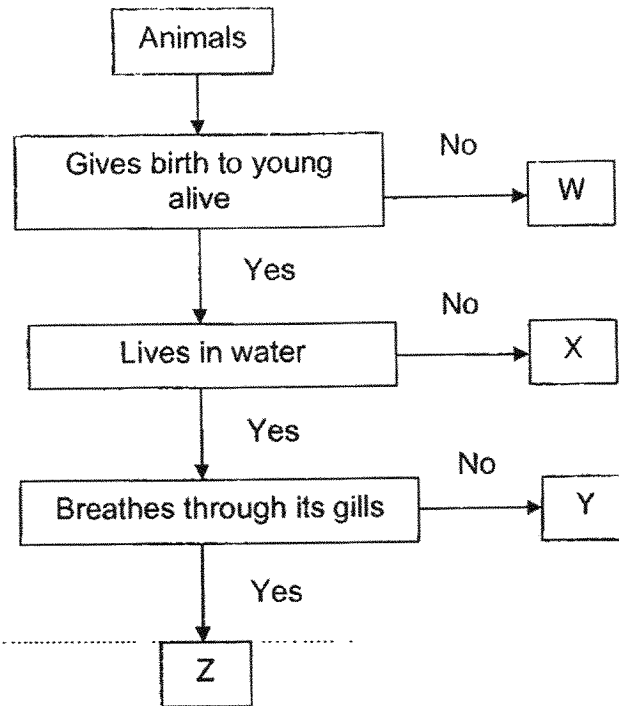 Animals
Gives birth to young
alive
No
W
Yes
Lives in water
No
X
Yes
Breathes through its gills
No
Y
Yes
Z